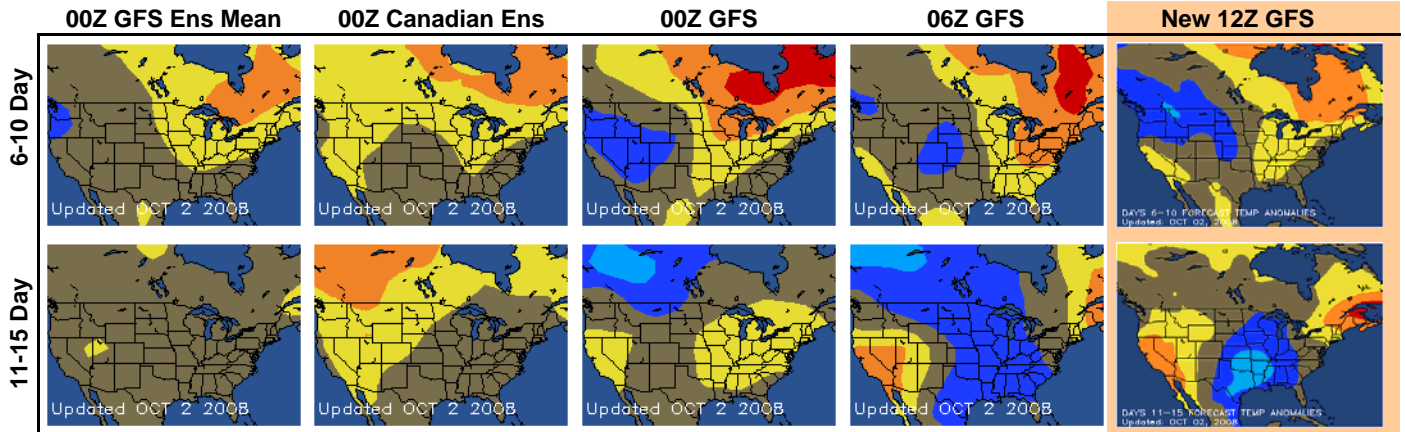 00Z GFS Ens Mean 00Z Canadian Ens 00Z GFS 06Z GFS New 12Z GFS
6-10 Day
Updated OCT 2 2008
Updated OCT 2 2008
Updated OCT 2 2008
Updated OCT 2 2008
DAYS 6-10 FORECAST TEMP ANOMALIES
Updated: OCT 02, 2008
11-15 Day
Updated OCT 2 2008
Updated OCT 2 2008
Updated OCT 2 2008
Updated OCT 2 2008
DAYS 11-15 FORECAST TEMP ANOMALIES
Updated: OCT 02, 2008